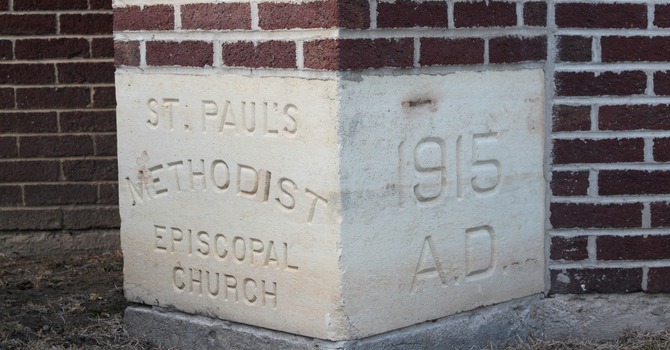 ST. PAUL'S
METHODIST
EPISCOPAL
CHURCH
1915
A.D.